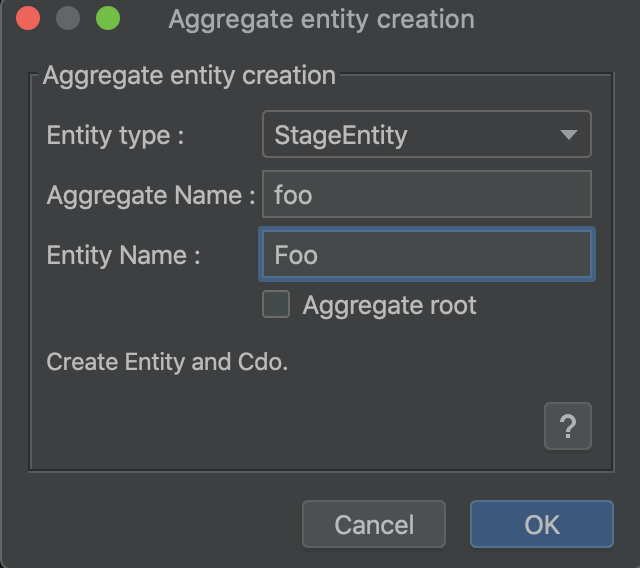 Aggregate entity creation
Aggregate entity creation
Entity type :
StageEntity
Aggregate Name :
foo
Entity Name :
Foo
Aggregate root
Create Entity and Cdo.
?
Cancel
OK